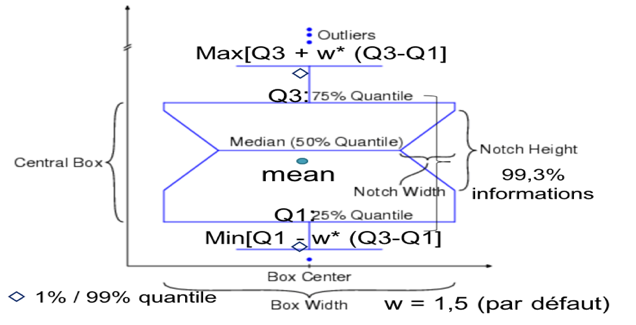 Outliers
Max[Q3 + w* (Q3-Q1]
Q3: 75% Quantile
Median (50% Quantile)
Central Box
Notch Height
mean
Notch Width
99,3%
informations
Q1: 25% Quantile
Min[Q1 - w* (Q3-Q1]
Box Center
1% / 99% quantile
Box Width
w = 1,5 (par défaut)